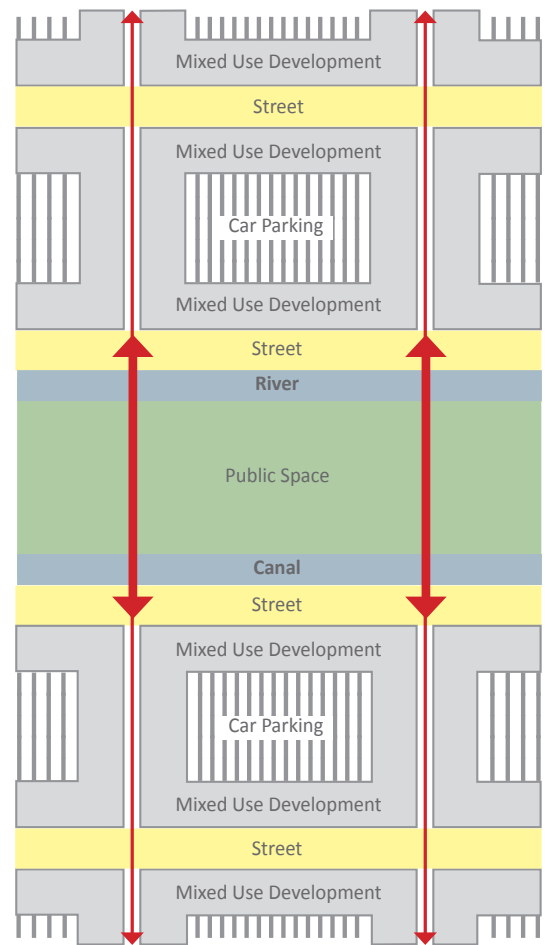 Mixed Use Development
Street
Mixed Use Development
Car Parking
Mixed Use Development
Street
River
Public Space
Canal
Street
Mixed Use Development
Car Parking
Mixed Use Development
Street
Mixed Use Development